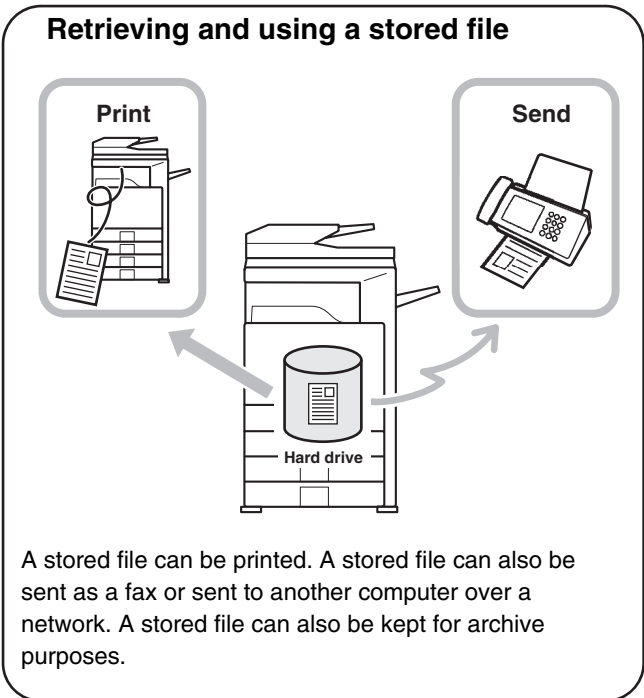 Retrieving and using a stored file
Print
Send
Hard drive
A stored file can be printed. A stored file can also be
sent as a fax or sent to another computer over a
network. A stored file can also be kept for archive
purposes.